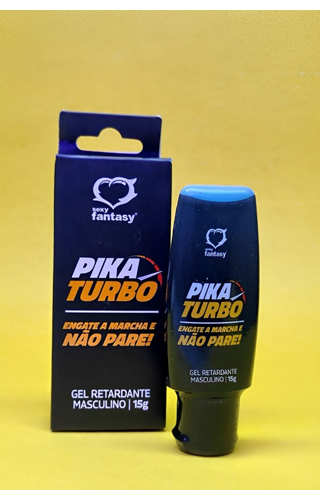 sexy
fantasy®
PIKA
TURBO
ENGATE A MARCHA E
NÃO PARE!
GEL RETARDANTE
MASCULINO | 15g
sexy
fantasy®
PIKA
TURBO
ENGATE A MARCHA E
NÃO PARE!
GEL RETARDANTE
MASCULINO | 15g